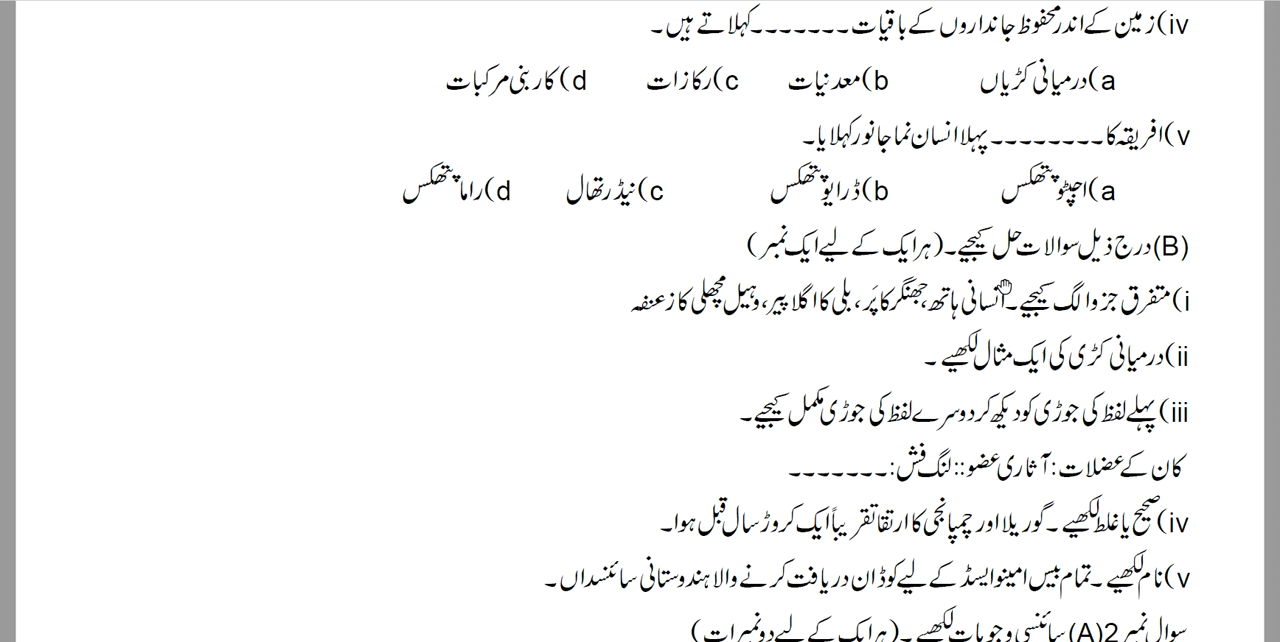 iv)زمین کے اندر محفوظ جانداروں کے باقیات۔۔۔۔۔۔۔کہلاتے ہیں۔
a)درمیانی کڑیاں b)معدنیات c)رکازات d)کاربنی مرکبات
v)افریقہ کا۔۔۔۔۔۔۔۔پہلا انسان نما جانور کہلایا۔
a)اجپٹوپتھکس b)ڈرایوپتھکس c)نیڈرتھال d)راما پتھکس
(B)درج ذیل سوالات حل کیجیے۔(ہر ایک کے لیے ایک نمبر)
i)متفرق جزو الگ کیجیے۔انسانی ہاتھ،جھنگر کا پَر، بلی کا اگلا پیر، وہیل مچھلی کا زعنفہ
ii)درمیانی کڑی کی ایک مثال لکھیے ۔
iii)پہلے لفظ کی جوڑی کو دیکھ کر دوسرے لفظ کی جوڑی مکمل کیجیے۔
کان کے عضلات:آثاری عضو::لنگ فش:۔۔۔۔۔۔۔
iv)صحیح یا غلط لکھیے ۔گوریلا اور چمپانجی کا ارتقا تقریباً ایک کروڑ سال قبل ہوا۔
v)نام لکھیے ۔تمام بیس امینو ایسڈ کے لیے کوڈان دریافت کرنے والا ہندوستانی سائنسداں ۔
سوال نمبر 2(A)سائنسی وجوہات لکھیے ۔(ہر ایک کے لیے دو نمبرات)